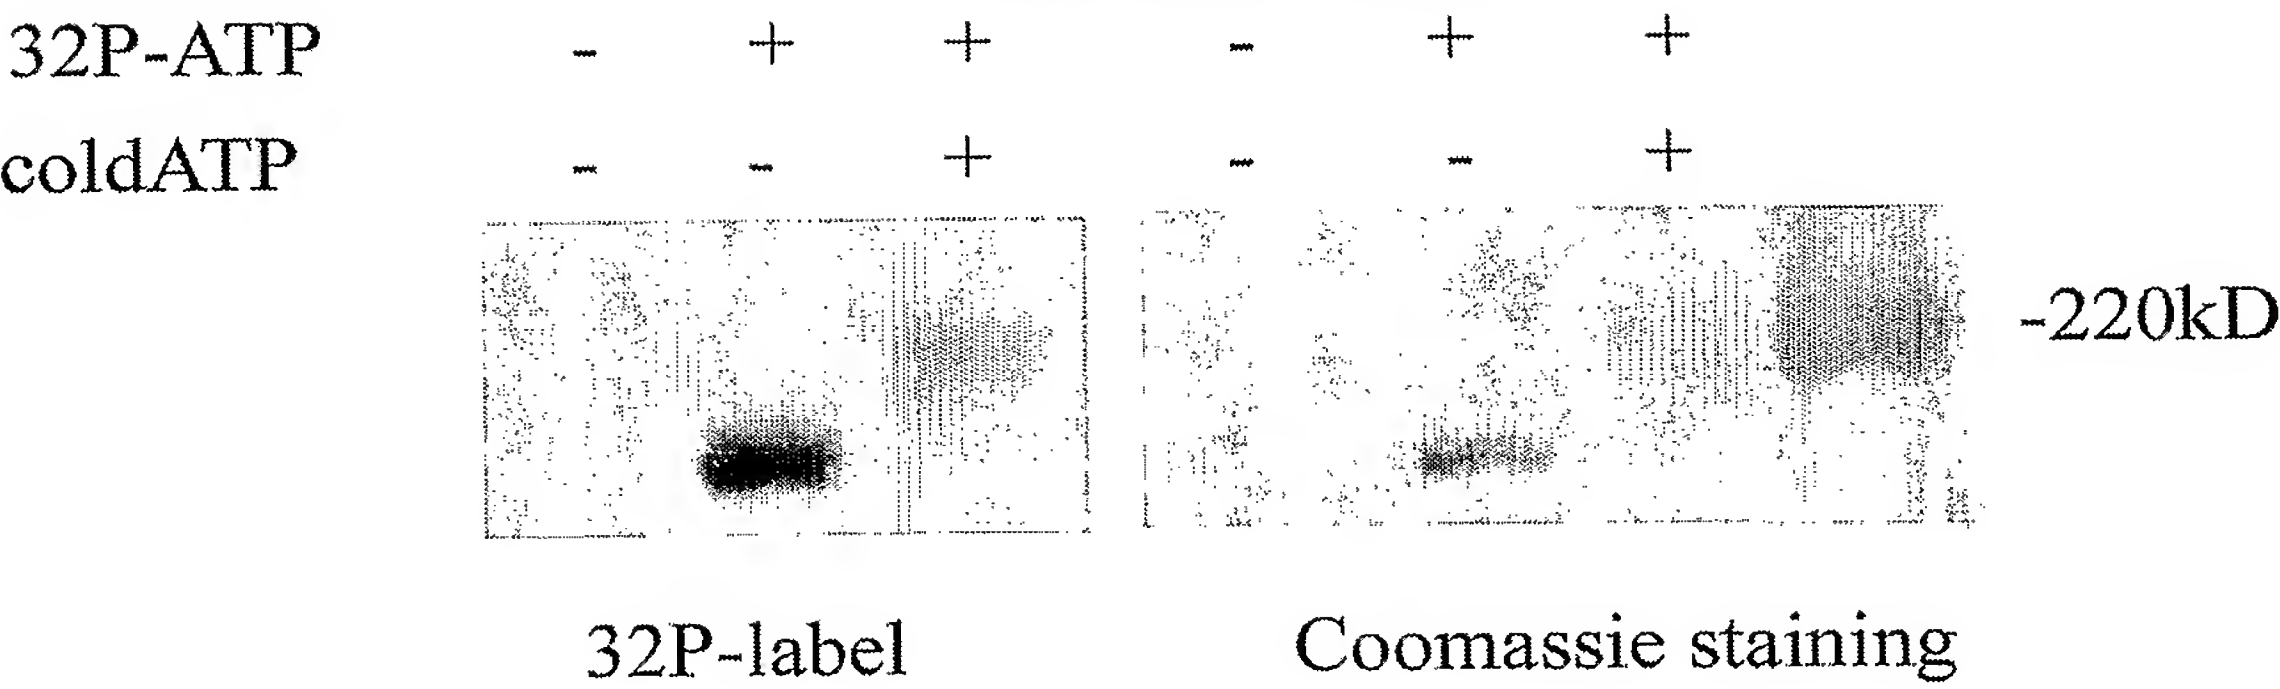 32P-ATP - + + - + +
coldATP - - + - - +
-220kD
32P-label Coomassie staining